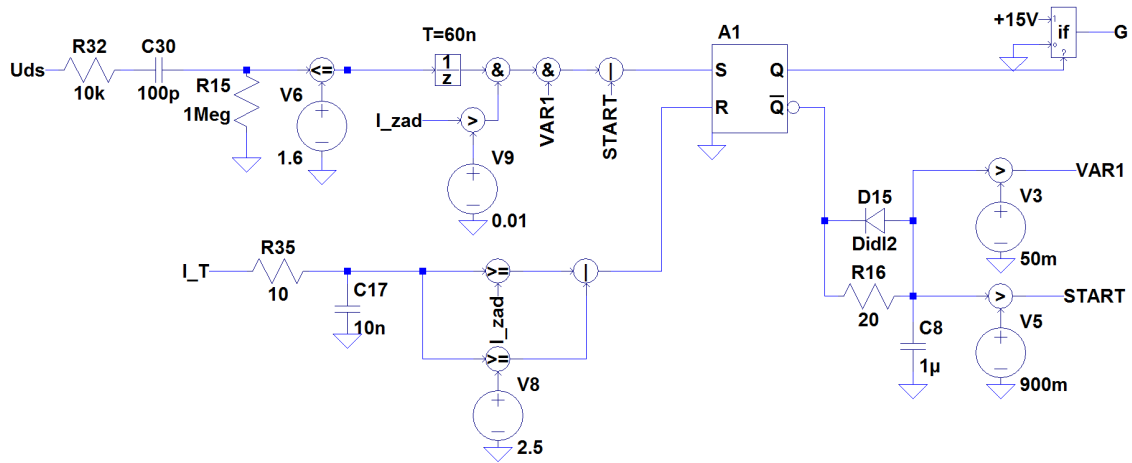 R32
10k
Uds
C30
100p
R15
1Meg
<=
V6
1.6
T=60n
1
z
&
&
|
I_zad
>
V9
0.01
VAR1
START
A1
S
Q
R
Q
+15V
1
0
?
if
G
D15
Didl2
R16
20
C8
1µ
>
VAR1
V3
50m
>
START
V5
900m
I_T
R35
10
C17
10n
>=
I_zad
|
>=
V8
2.5